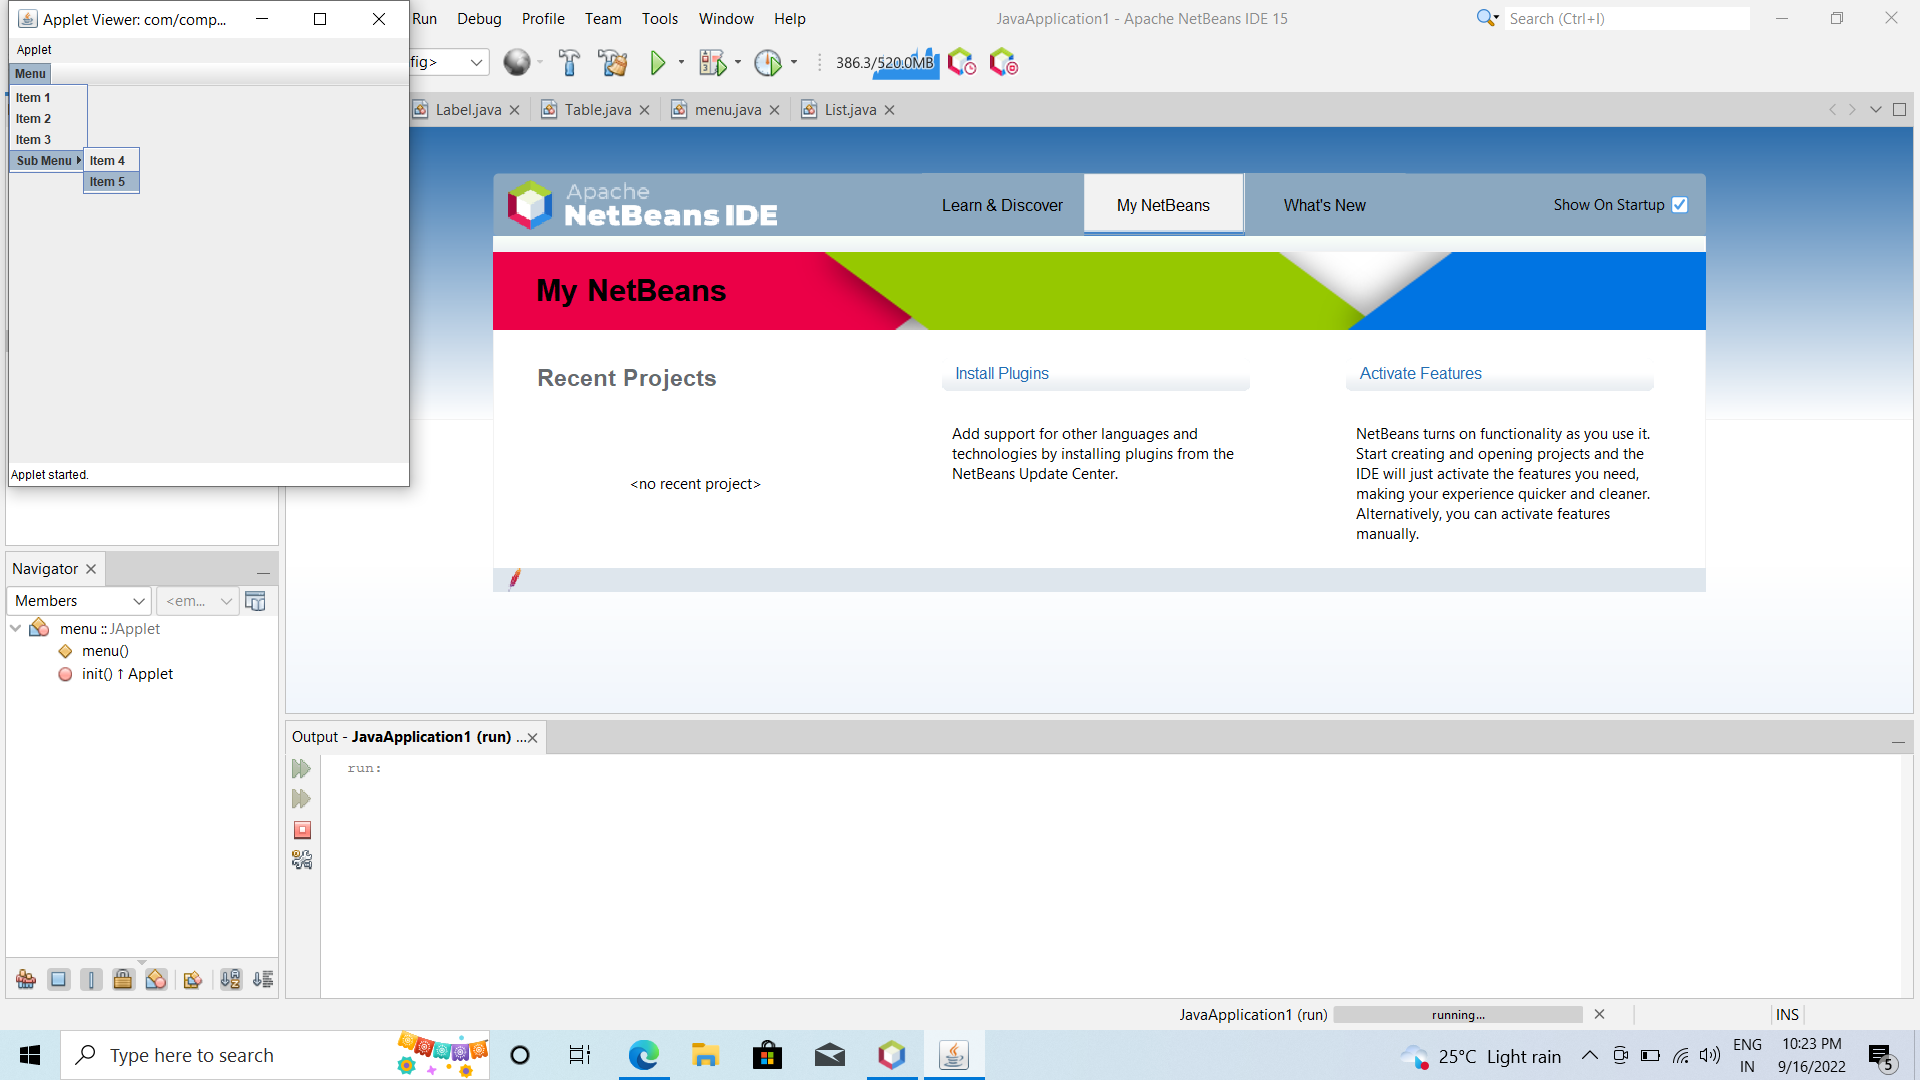 Applet Viewer: com/comp...
Applet
Menu
Item 1
Item 2
Item 3
Sub Menu
Item 4
Item 5
Applet started.
Run Debug Profile Team Tools Window Help
JavaApplication1 - Apache NetBeans IDE 15
Search (Ctrl+I)
fig>
386.3/520.0MB
Label.java
Table.java
menu.java
List.java
Apache
NetBeans IDE
Learn & Discover
My NetBeans
What's New
Show On Startup
My NetBeans
Recent Projects
<no recent project>
Install Plugins
Add support for other languages and
technologies by installing plugins from the
NetBeans Update Center.
Activate Features
NetBeans turns on functionality as you use it.
Start creating and opening projects and the
IDE will just activate the features you need,
making your experience quicker and cleaner.
Alternatively, you can activate features
manually.
Navigator
Members
<em...
menu :: JApplet
menu()
init() ↑ Applet
Output - JavaApplication1 (run) ...
run:
JavaApplication1 (run)
running...
INS
Type here to search
25°C Light rain
ENG
IN
10:23 PM
9/16/2022
5